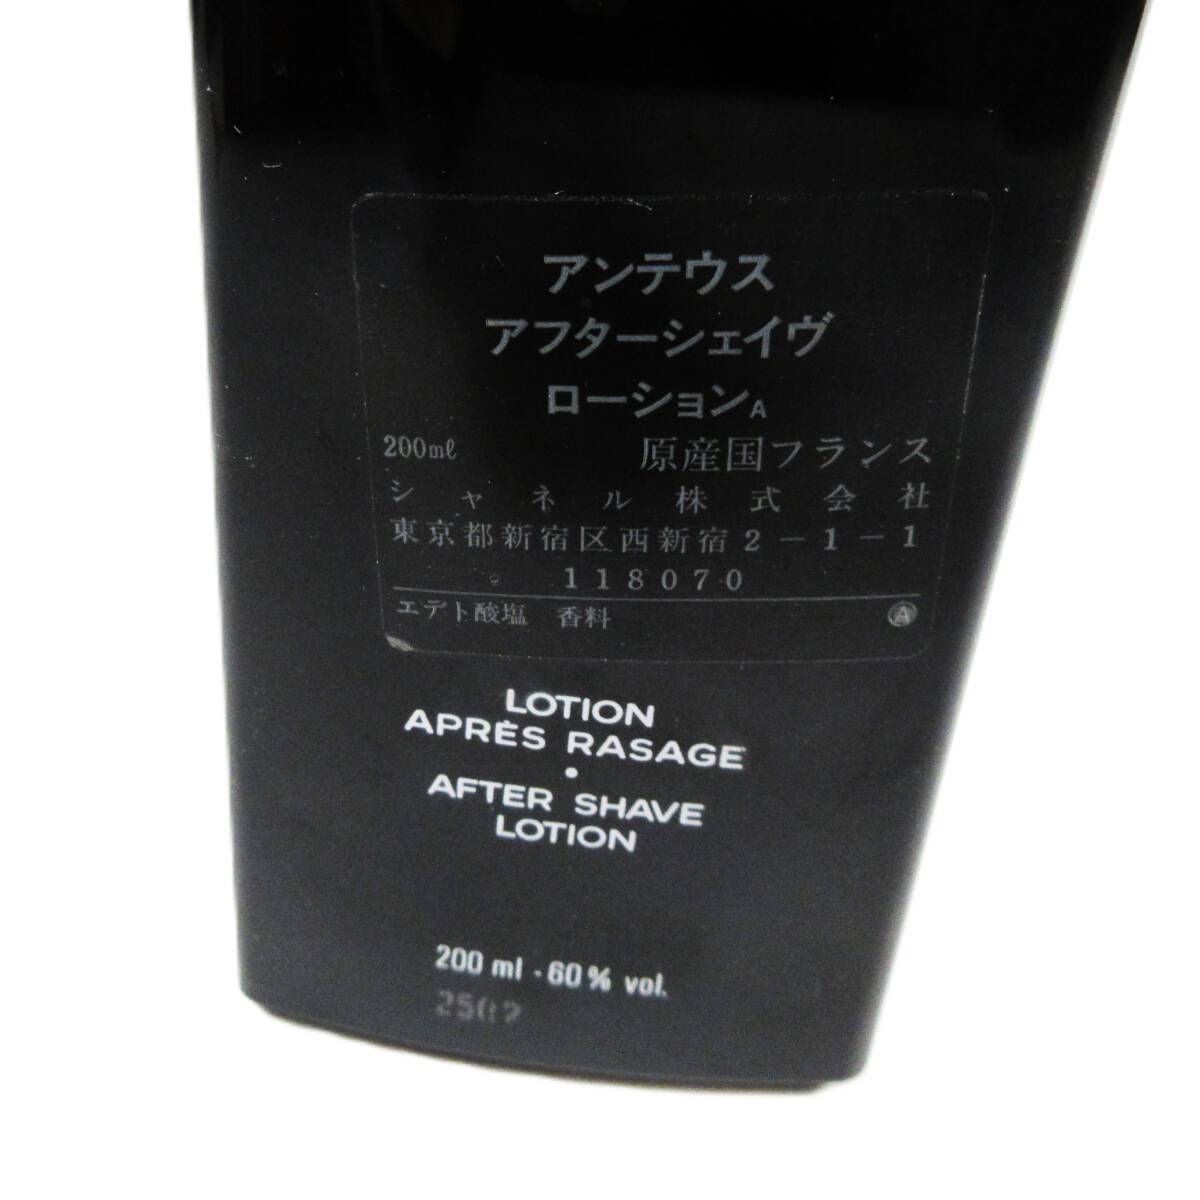 アンテウス
アフターシェイヴ
ローションA
200mℓ 原産国フランス
シャネル株式会社
東京都新宿区西新宿2-1-1
118070
エデト酸塩 香料 Ⓐ
LOTION
APRÈS RASAGE
•
AFTER SHAVE
LOTION
200 ml - 60% vol.